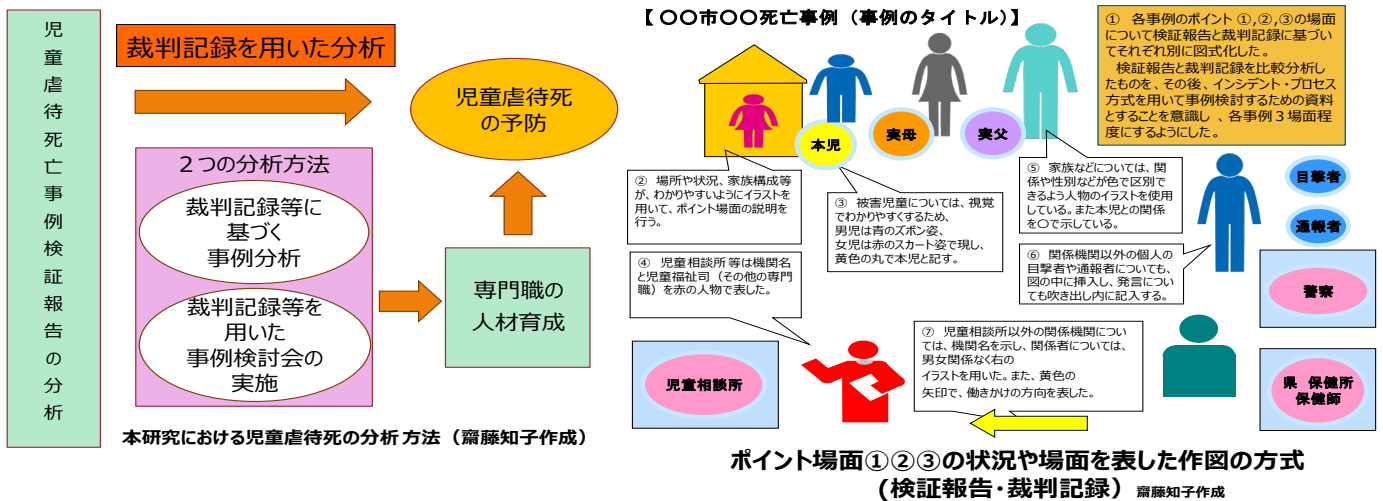 児童虐待死亡事例検証報告の分析
裁判記録を用いた分析
児童虐待死
の予防
２つの分析方法
裁判記録等に
基づく
事例分析
裁判記録等を
用いた
事例検討会の
実施
専門職の
人材育成
本研究における児童虐待死の分析方法（齋藤知子作成）
【〇〇市〇〇死亡事例（事例のタイトル）】
本児
実母
実父
① 各事例のポイント ①,②,③の場面
について検証報告と裁判記録に基づい
てそれぞれ別に図式化した。
検証報告と裁判記録を比較分析し
たものを、その後、インシデント・プロセス
方式を用いて事例検討するための資料
とすることを意識し 、各事例３場面程
度にするようにした。
② 場所や状況、家族構成等
が、わかりやすいようにイラストを
用いて、ポイント場面の説明を
行う。
③ 被害児童については、視覚
でわかりやすくするため、
男児は青のズボン姿、
女児は赤のスカート姿で現し、
黄色の丸で本児と記す。
⑤ 家族などについては、関
係や性別などが色で区別で
きるよう人物のイラストを使用
している。また本児との関係
を〇で示している。
目撃者
通報者
④ 児童相談所等は機関名
と児童福祉司（その他の専門
職）を赤の人物で表した。
⑥ 関係機関以外の個人の
目撃者や通報者についても、
図の中に挿入し、発言につい
ても吹き出し内に記入する。
警察
⑦ 児童相談所以外の関係機関につい
ては、機関名を示し、関係者については、
男女関係なく右の
イラストを用いた。また、黄色の
矢印で、働きかけの方向を表した。
児童相談所
県 保健所
保健師
ポイント場面①②③の状況や場面を表した作図の方式
(検証報告・裁判記録） 齋藤知子作成